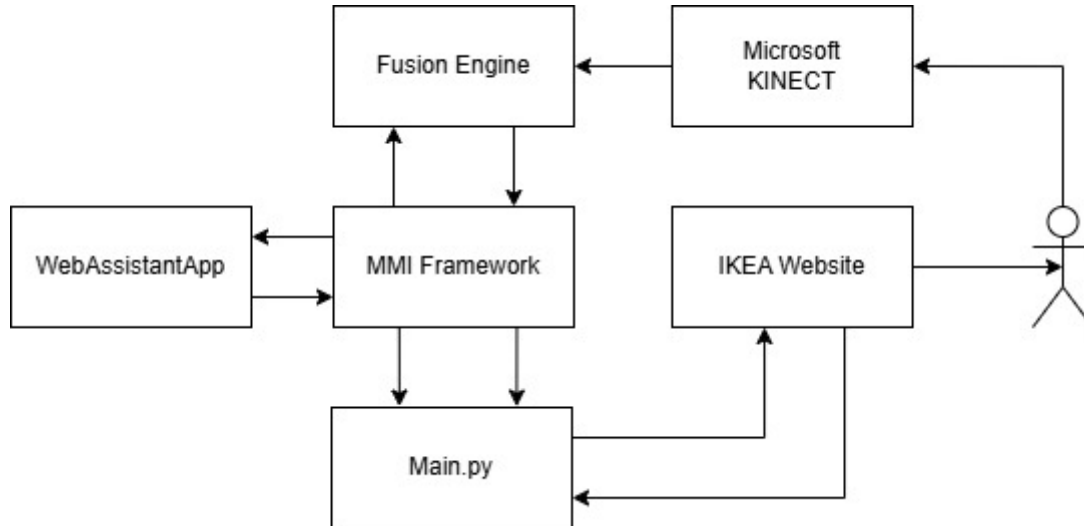 Fusion Engine
Microsoft
KINECT
WebAssistantApp
MMI Framework
IKEA Website
Main.py